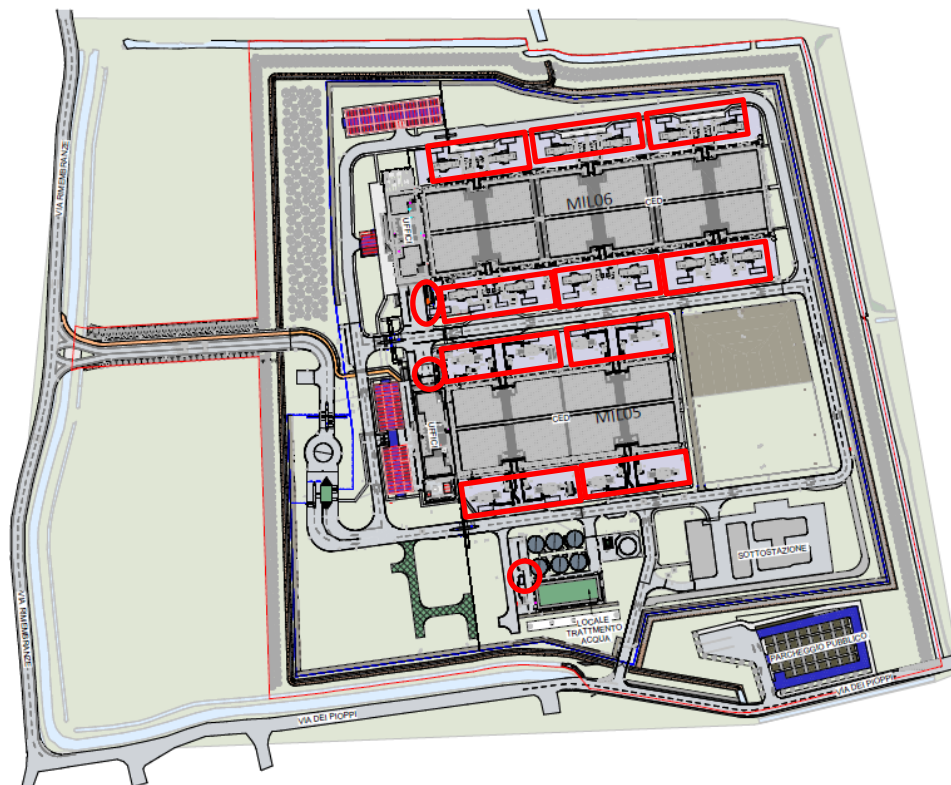 VIA RIMEMBRANZE
MIL06
CED
UFFICI
MIL05
CED
UFFICI
SOTTOSTAZIONE
LOCALE
TRATTMENTO
ACQUA
PARCHEGGIO PUBBLICO
VIA RIMEMBRANZE
VIA DEI PIOPPI
VIA DEI PIOPPI